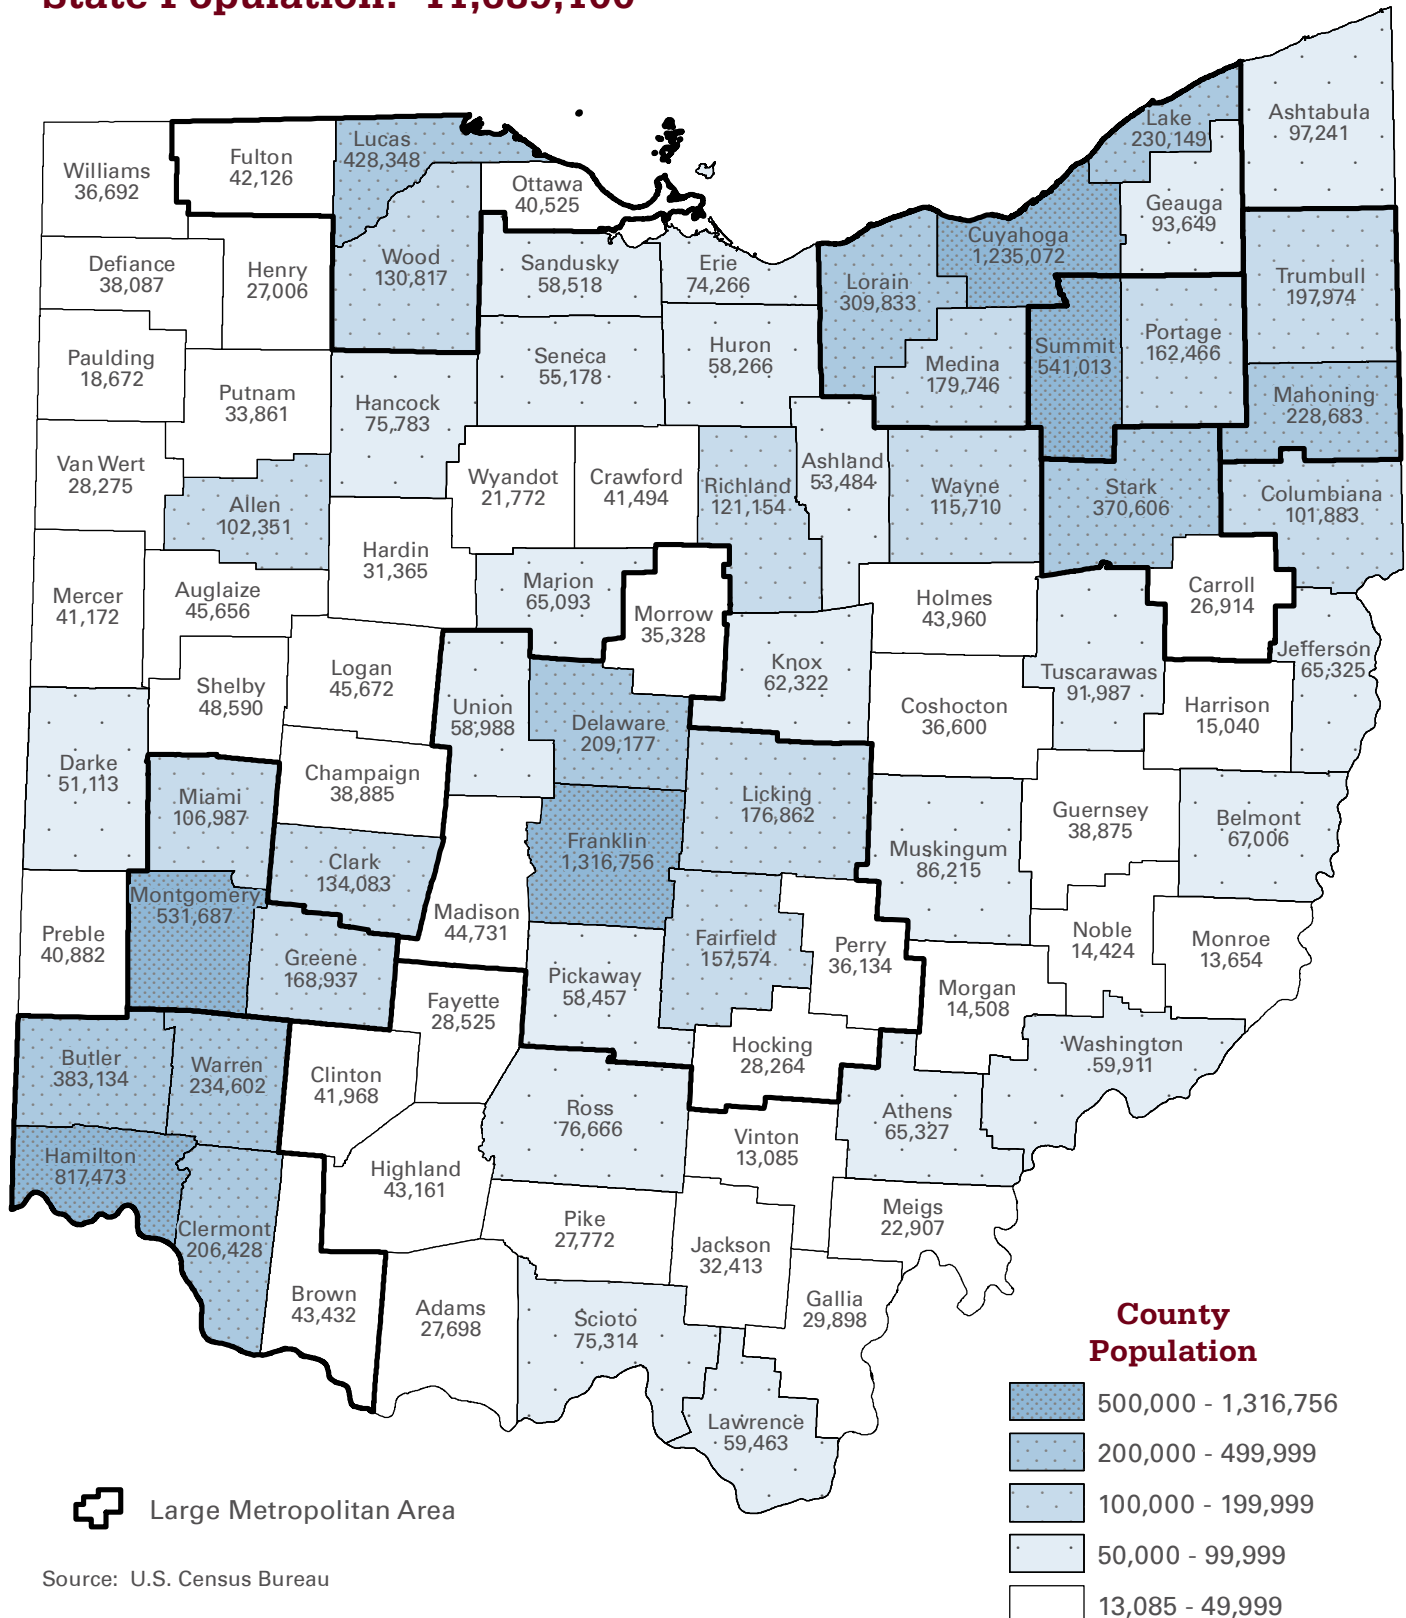 State Population: 11,689,100
Ashtabula
97,241
Lake
230,149
Lucas
428,348
Fulton
42,126
Williams
36,692
Ottawa
40,525
Geauga
93,649
Cuyahoga
1,235,072
Wood
130,817
Sandusky
58,518
Erie
74,266
Lorain
309,833
Trumbull
197,974
Defiance
38,087
Henry
27,006
Portage
162,466
Summit
541,013
Huron
58,266
Seneca
55,178
Medina
179,746
Paulding
18,672
Putnam
33,861
Hancock
75,783
Mahoning
228,683
Van Wert
28,275
Wyandot
21,772
Crawford
41,494
Richland
121,154
Ashland
53,484
Wayne
115,710
Stark
370,606
Columbiana
101,883
Allen
102,351
Hardin
31,365
Marion
65,093
Mercer
41,172
Auglaize
45,656
Morrow
35,328
Holmes
43,960
Carroll
26,914
Jefferson
65,325
Knox
62,322
Tuscarawas
91,987
Logan
45,672
Shelby
48,590
Union
58,988
Delaware
209,177
Coshocton
36,600
Harrison
15,040
Darke
51,113
Champaign
38,885
Miami
106,987
Licking
176,862
Guernsey
38,875
Belmont
67,006
Franklin
1,316,756
Muskingum
86,215
Clark
134,083
Montgomery
531,687
Madison
44,731
Preble
40,882
Greene
168,937
Fairfield
157,574
Perry
36,134
Noble
14,424
Monroe
13,654
Pickaway
58,457
Morgan
14,508
Fayette
28,525
Hocking
28,264
Washington
59,911
Butler
383,134
Warren
234,602
Clinton
41,968
Ross
76,666
Athens
65,327
Vinton
13,085
Hamilton
817,473
Highland
43,161
Meigs
22,907
Pike
27,772
Clermont
206,428
Jackson
32,413
Brown
43,432
Adams
27,698
Scioto
75,314
Gallia
29,898
Lawrence
59,463
County
Population
500,000 - 1,316,756
200,000 - 499,999
100,000 - 199,999
50,000 - 99,999
13,085 - 49,999
Large Metropolitan Area
Source: U.S. Census Bureau